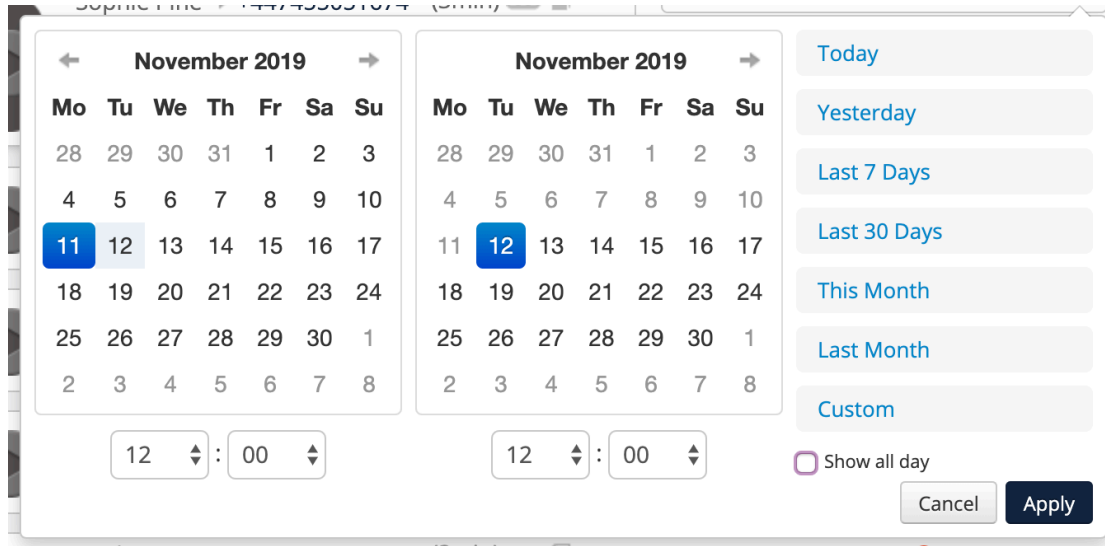 November 2019
Mo Tu We Th Fr Sa Su
28 29 30 31 1 2 3
4 5 6 7 8 9 10
11 12 13 14 15 16 17
18 19 20 21 22 23 24
25 26 27 28 29 30 1
2 3 4 5 6 7 8
12 : 00
November 2019
Mo Tu We Th Fr Sa Su
28 29 30 31 1 2 3
4 5 6 7 8 9 10
11 12 13 14 15 16 17
18 19 20 21 22 23 24
25 26 27 28 29 30 1
2 3 4 5 6 7 8
12 : 00
Today
Yesterday
Last 7 Days
Last 30 Days
This Month
Last Month
Custom
Show all day
Cancel Apply